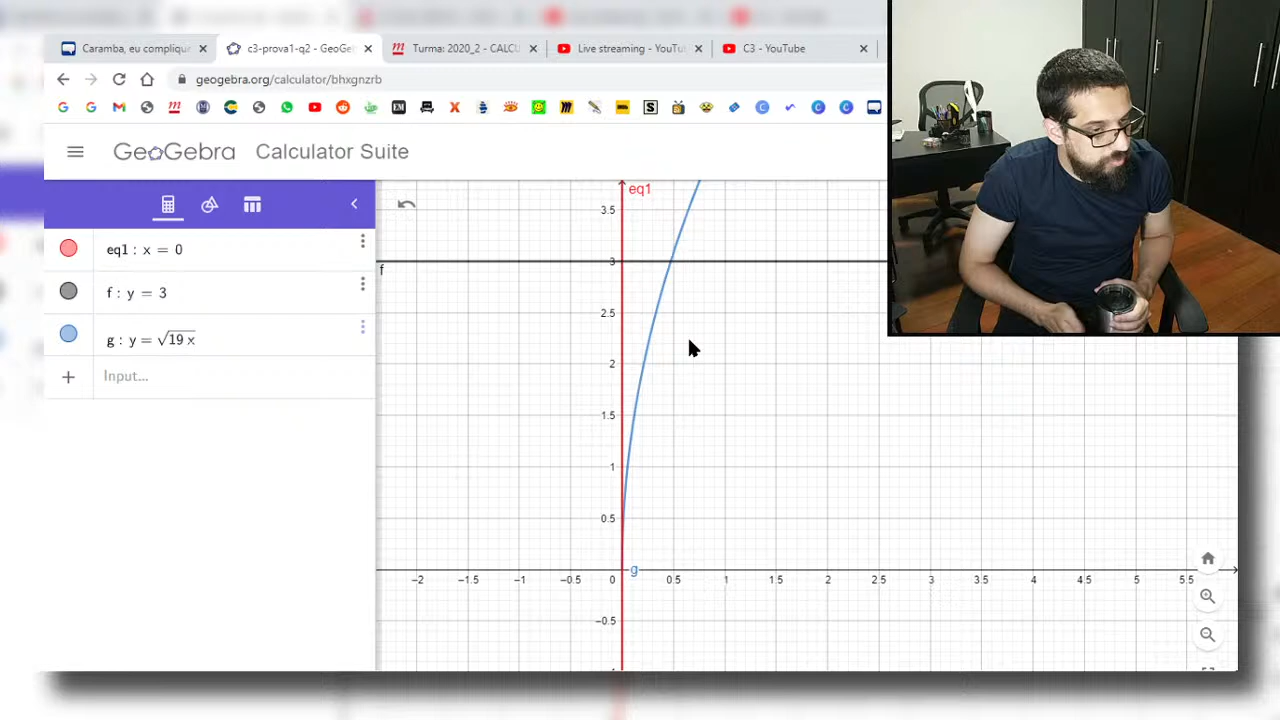 Caramba, eu compliqu
c3-prova1-q2 - GeoGe
Turma: 2020_2 - CALCU
Live streaming - YouTu
C3 - YouTube
geogebra.org/calculator/bhxgnzrb
GeoGebra Calculator Suite
eq1 : x = 0
f : y = 3
g : y = √19 x
Input...
eq1
f
g
3.5
3
2.5
2
1.5
1
0.5
−0.5
−2 −1.5 −1 −0.5 0 0.5 1 1.5 2 2.5 3 3.5 4 4.5 5 5.5